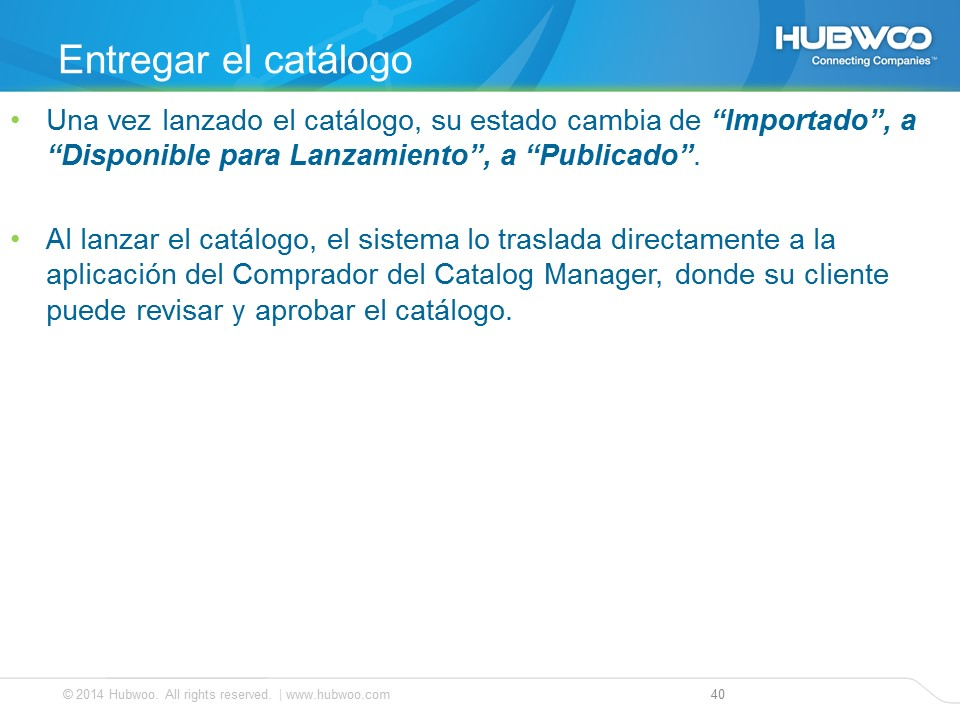 Entregar el catálogo
HUBWOO
Connecting Companies™
• Una vez lanzado el catálogo, su estado cambia de “Importado”, a
“Disponible para Lanzamiento”, a “Publicado”.
• Al lanzar el catálogo, el sistema lo traslada directamente a la
aplicación del Comprador del Catalog Manager, donde su cliente
puede revisar y aprobar el catálogo.
© 2014 Hubwoo. All rights reserved. | www.hubwoo.com
40